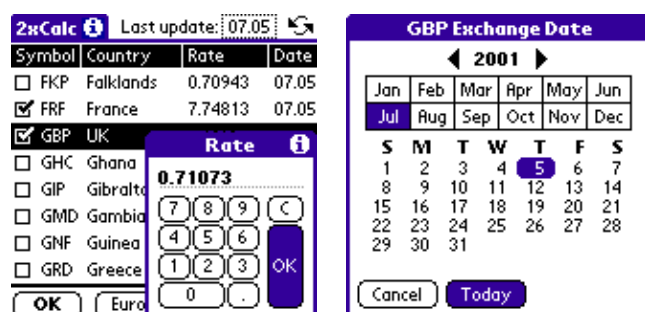 2xCalc i Last update: 07.05
Symbol Country Rate Date
FKP Falklands 0.70943 07.05
FRF France 7.74813 07.05
GBP UK
GHC Ghana
GIP Gibralta
GMD Gambia
GNF Guinea
GRD Greece
OK Euro
Rate i
0.71073
7 8 9 C
4 5 6
1 2 3 OK
0 .
GBP Exchange Date
2001
Jan Feb Mar Apr May Jun
Jul Aug Sep Oct Nov Dec
S M T W T F S
1 2 3 4 5 6 7
8 9 10 11 12 13 14
15 16 17 18 19 20 21
22 23 24 25 26 27 28
29 30 31
Cancel Today